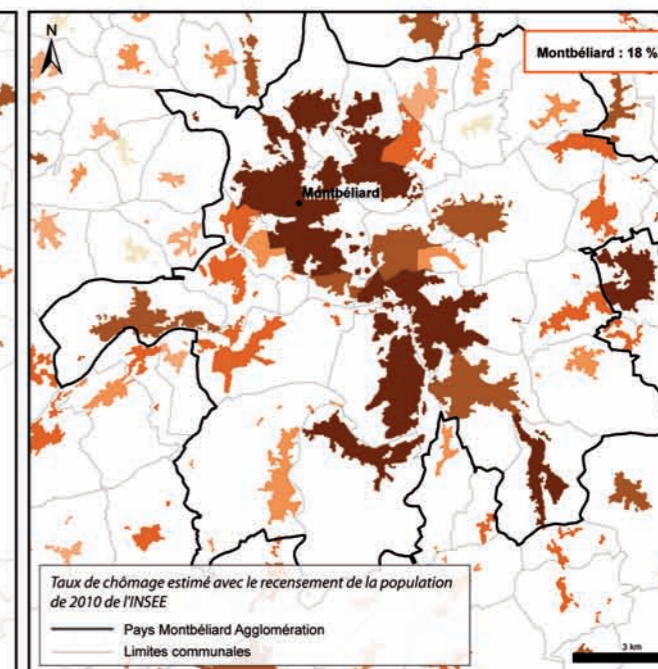 N
Montbéliard : 18 %
Montbéliard
Taux de chômage estimé avec le recensement de la population
de 2010 de l'INSEE
Pays Montbéliard Agglomération
Limites communales
3 km